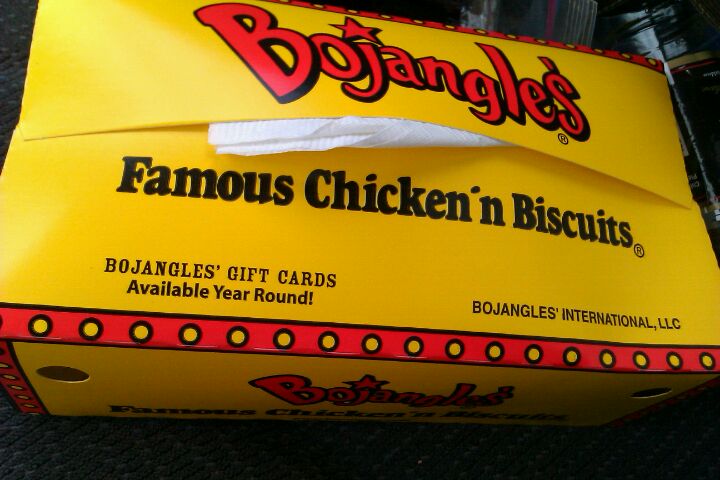 Bojangles'®
Famous Chicken'n Biscuits®
BOJANGLES' GIFT CARDS
Available Year Round!
BOJANGLES' INTERNATIONAL, LLC
Bojangles'
Famous Chicken'n Biscuits